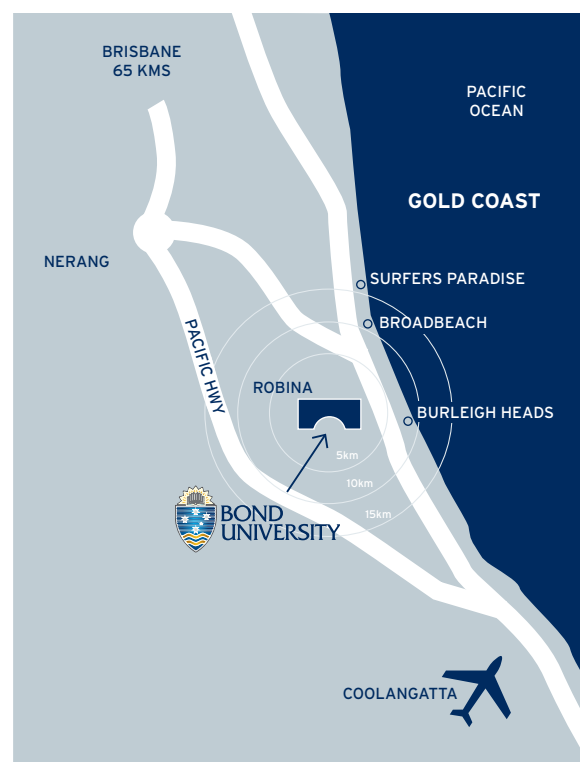 BRISBANE
65 KMS
PACIFIC
OCEAN
GOLD COAST
NERANG
SURFERS PARADISE
BROADBEACH
PACIFIC HWY
ROBINA
BURLEIGH HEADS
5km
10km
15km
BOND
UNIVERSITY
COOLANGATTA